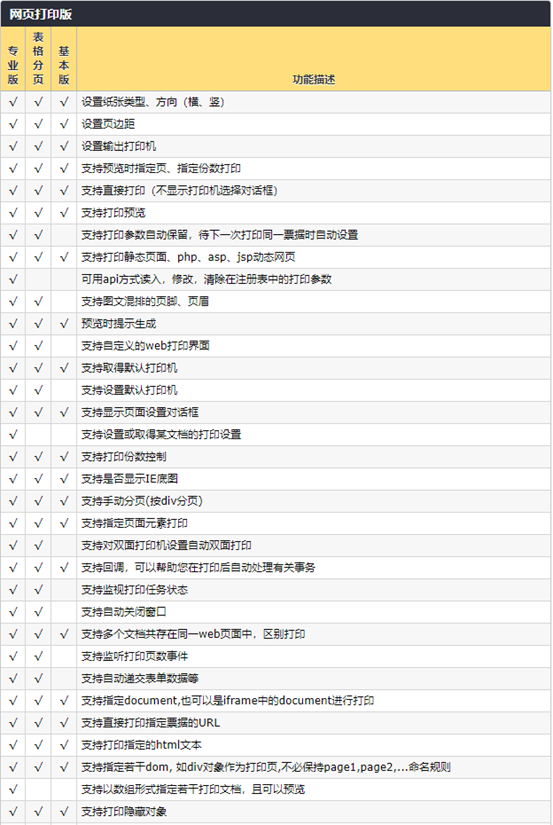 网页打印版
专业版 表格分页 基本版 功能描述
√ √ √ 设置纸张类型、方向（横、竖）
√ √ √ 设置页边距
√ √ √ 设置输出打印机
√ √ √ 支持预览时指定页、指定份数打印
√ √ √ 支持直接打印（不显示打印机选择对话框）
√ √ √ 支持打印预览
√ √ 支持打印参数自动保留，待下一次打印同一票据时自动设置
√ √ √ 支持打印静态页面、php、asp、jsp动态网页
√ 可用api方式读入，修改，清除在注册表中的打印参数
√ √ 支持图文混排的页脚、页眉
√ √ √ 预览时提示生成
√ √ 支持自定义的web打印界面
√ √ √ 支持取得默认打印机
√ √ 支持设置默认打印机
√ √ √ 支持显示页面设置对话框
√ 支持设置或取得某文档的打印设置
√ √ √ 支持打印份数控制
√ √ √ 支持是否显示IE底图
√ √ √ 支持手动分页(按div分页)
√ √ √ 支持指定页面元素打印
√ √ 支持对双面打印机设置自动双面打印
√ √ √ 支持回调，可以帮助您在打印后自动处理有关事务
√ √ 支持监视打印任务状态
√ √ 支持自动关闭窗口
√ √ √ 支持多个文档共存在同一web页面中，区别打印
√ √ 支持监听打印页数事件
√ √ 支持自动递交表单数据等
√ √ √ 支持指定document,也可以是iframe中的document进行打印
√ √ √ 支持直接打印指定票据的URL
√ √ √ 支持打印指定的html文本
√ √ √ 支持指定若干dom, 如div对象作为打印页,不必保持page1,page2,...命名规则
√ 支持以数组形式指定若干打印文档，且可以预览
√ √ √ 支持打印隐藏对象